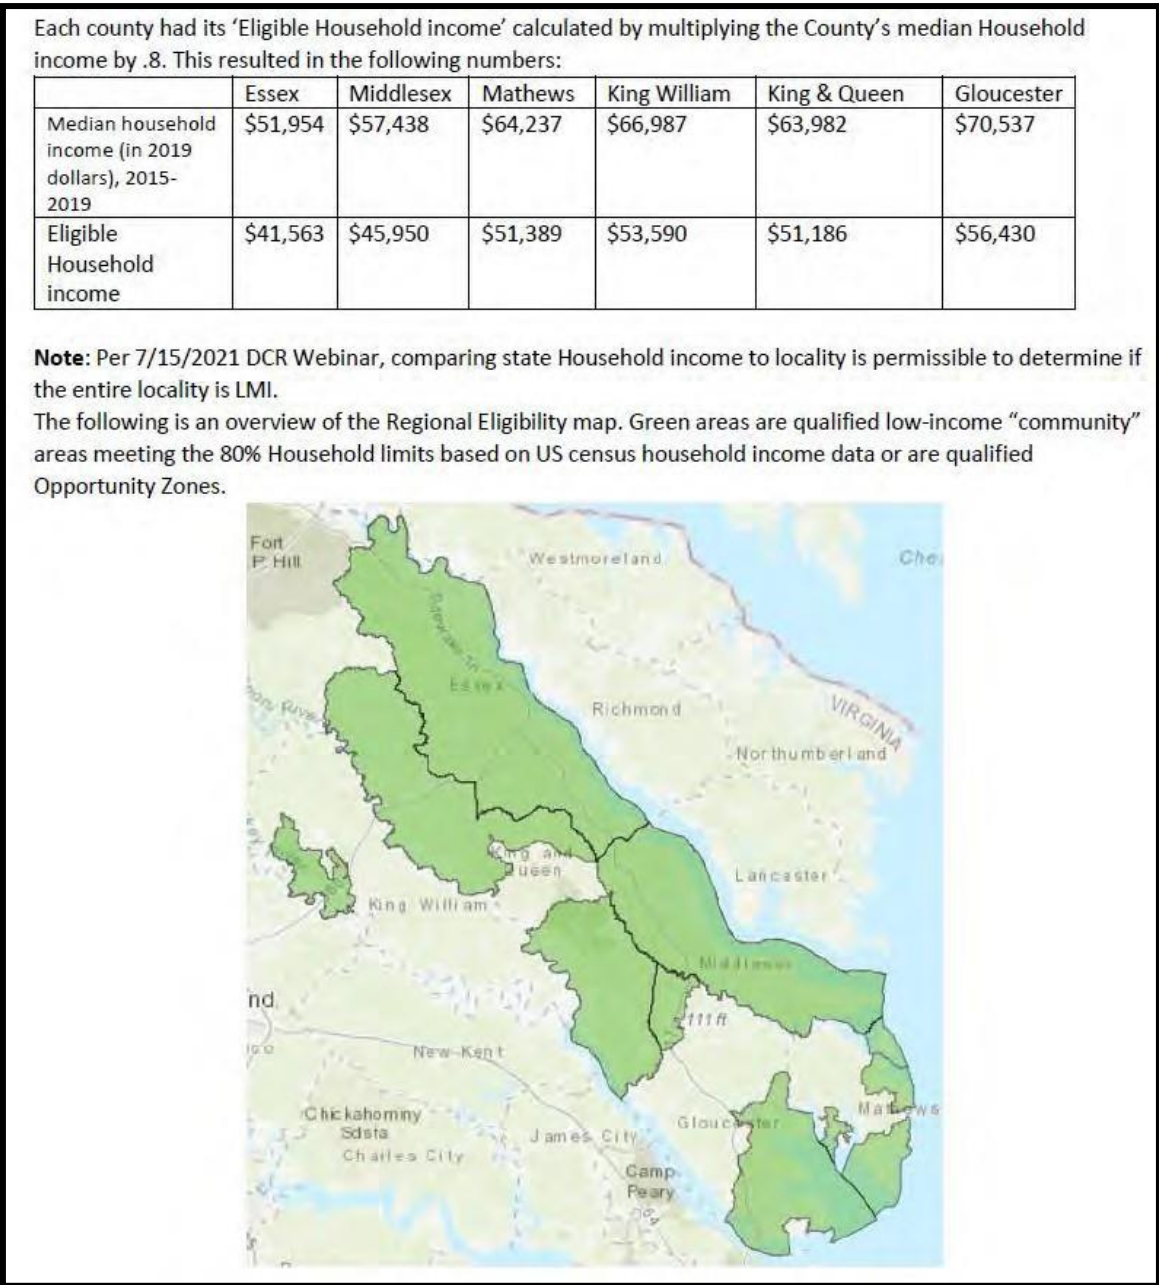 Each county had its ‘Eligible Household income’ calculated by multiplying the County’s median Household
income by .8. This resulted in the following numbers:
Essex Middlesex Mathews King William King & Queen Gloucester
Median household income (in 2019 dollars), 2015-2019 $51,954 $57,438 $64,237 $66,987 $63,982 $70,537
Eligible Household income $41,563 $45,950 $51,389 $53,590 $51,186 $56,430
Note: Per 7/15/2021 DCR Webinar, comparing state Household income to locality is permissible to determine if
the entire locality is LMI.
The following is an overview of the Regional Eligibility map. Green areas are qualified low-income “community”
areas meeting the 80% Household limits based on US census household income data or are qualified
Opportunity Zones.
Fort
P Hill
Westmoreland
Che
Essex
Richmond
VIRGINIA
Northumberland
King and
Queen
Lancaster
King William
Middlesex
nd
111 ft
New Kent
Mathews
Chickahominy
Sdsta
Gloucester
James City
Charles City
Camp
Peary